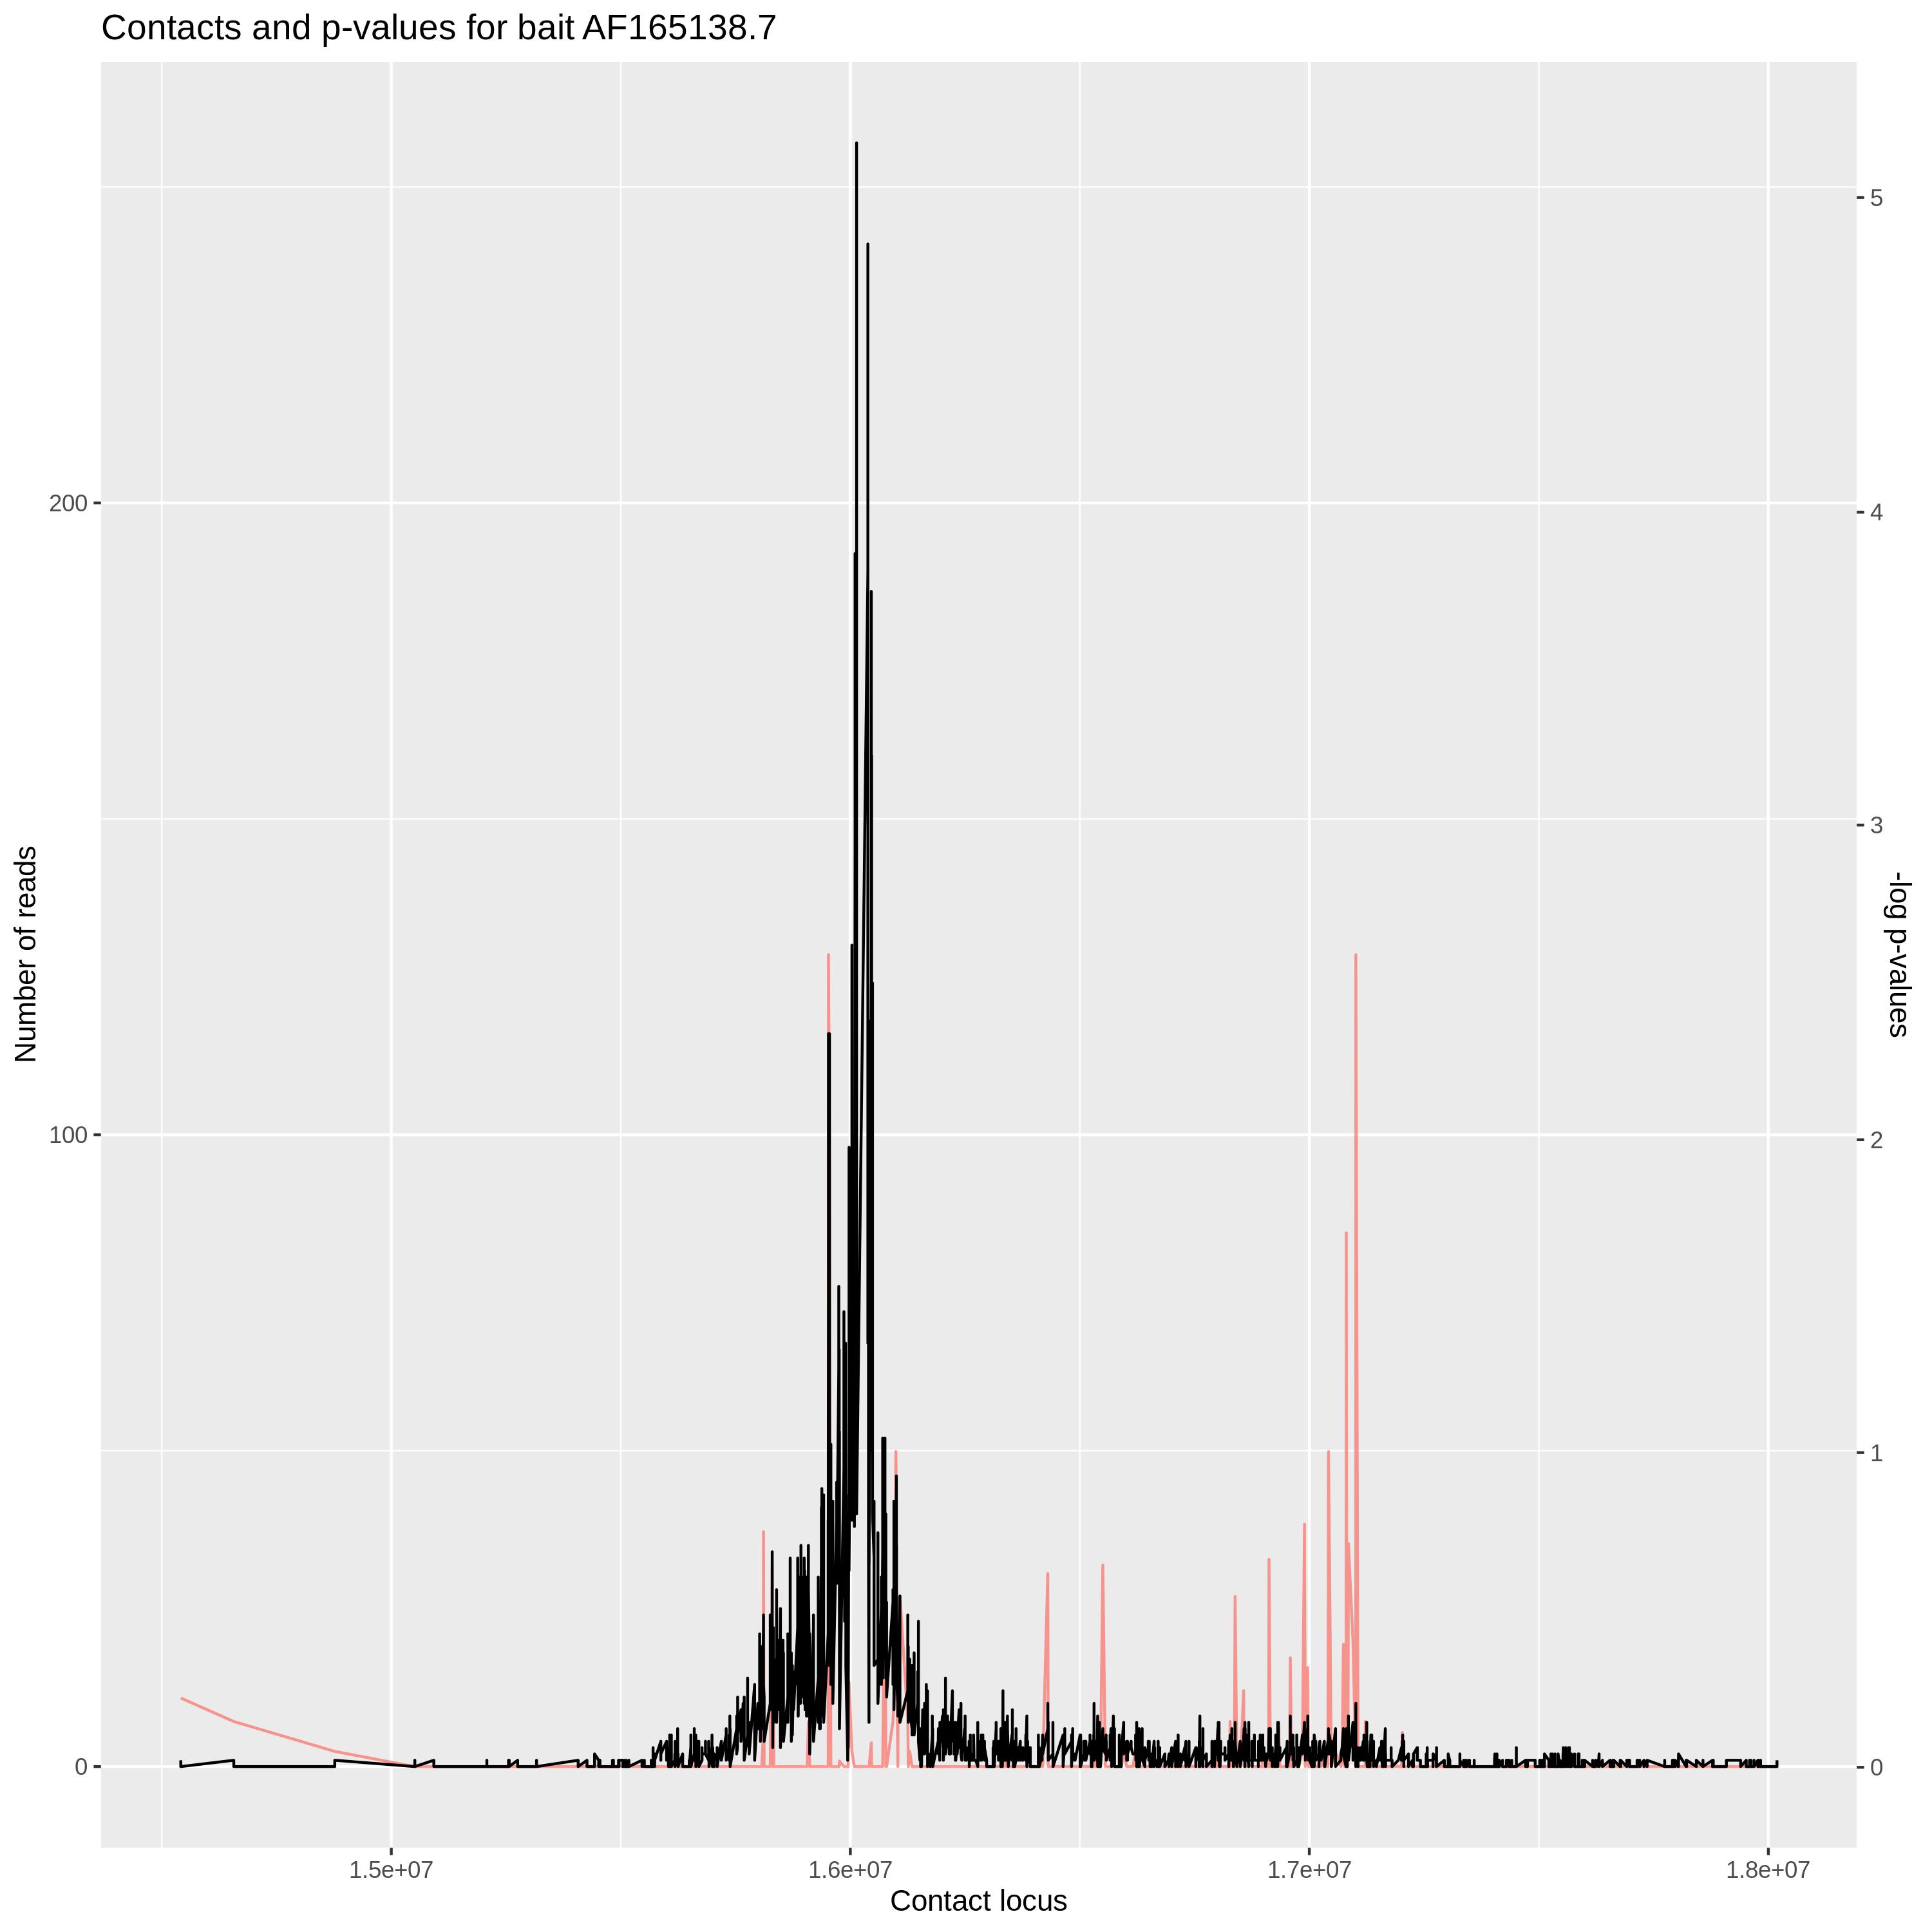 Contacts and p-values for bait AF165138.7
Number of reads
200
100
0
5
4
3
2
1
0
-log p-values
1.5e+07 1.6e+07 1.7e+07 1.8e+07
Contact locus